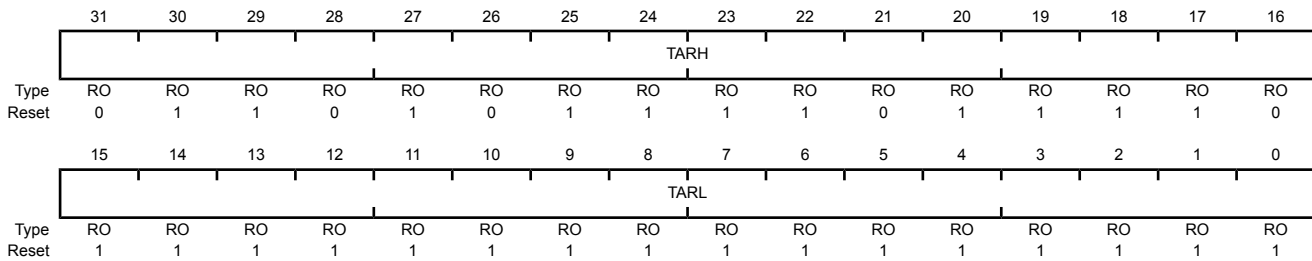 31 30 29 28 27 26 25 24 23 22 21 20 19 18 17 16
TARH
Type RO RO RO RO RO RO RO RO RO RO RO RO RO RO RO RO
Reset 0 1 1 0 1 0 1 1 1 1 0 1 1 1 1 0
15 14 13 12 11 10 9 8 7 6 5 4 3 2 1 0
TARL
Type RO RO RO RO RO RO RO RO RO RO RO RO RO RO RO RO
Reset 1 1 1 1 1 1 1 1 1 1 1 1 1 1 1 1